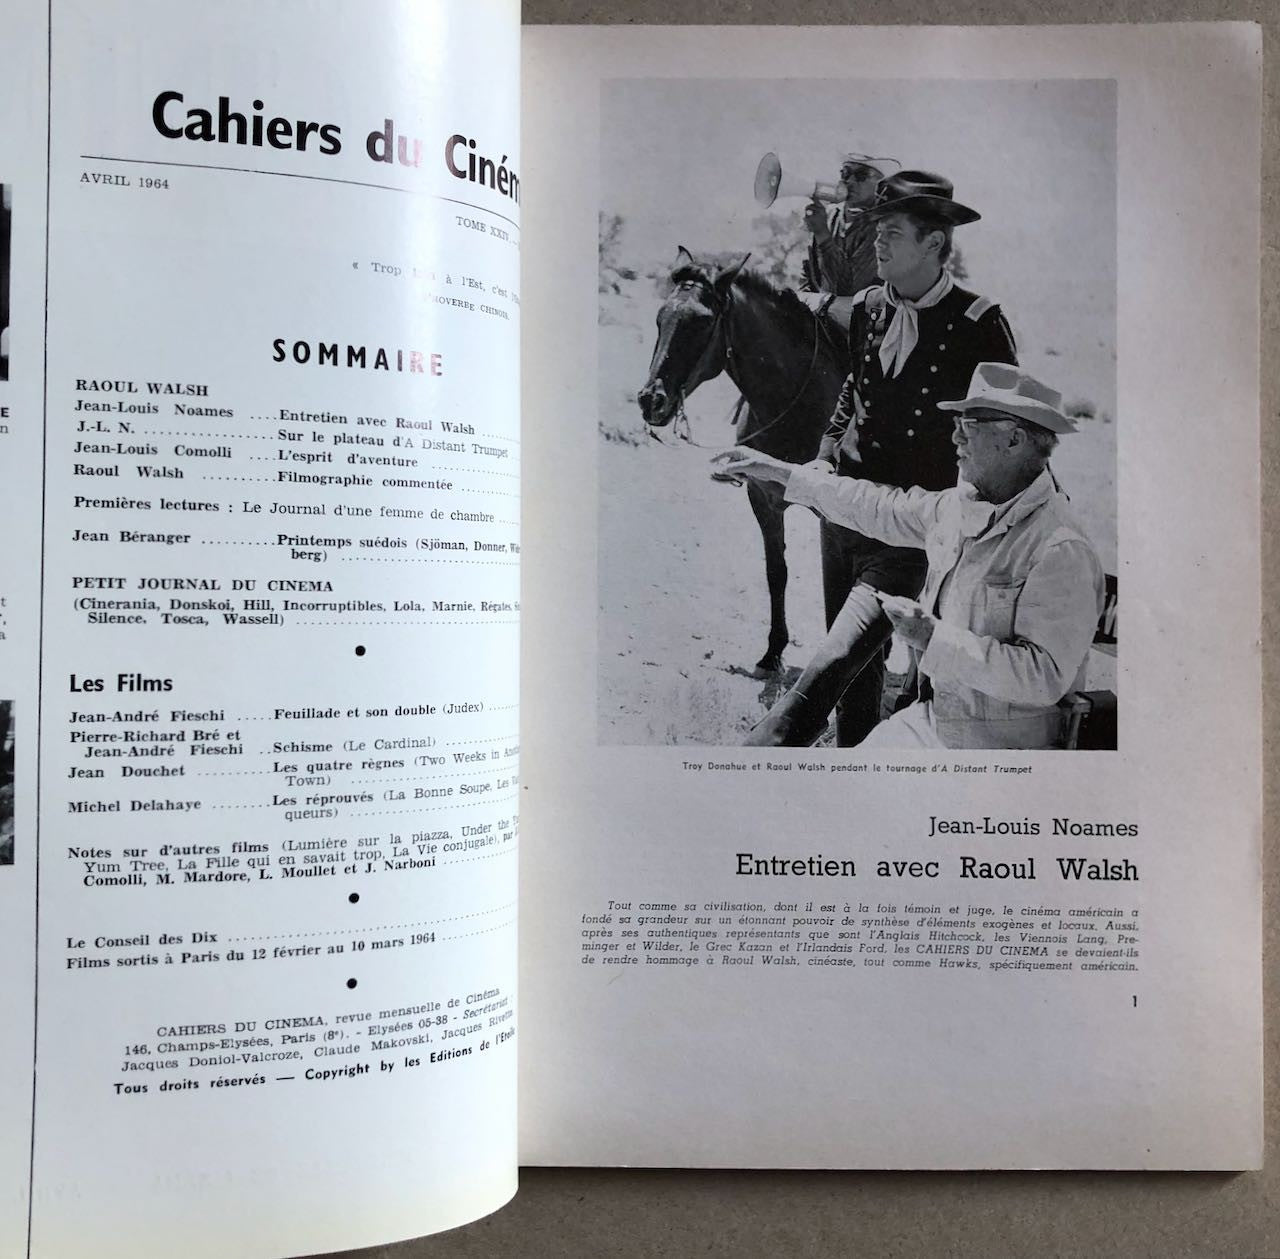 Cahiers du Ciném
AVRIL 1964
TOME XXIV. —
« Trop à l'Est, c'est
PROVERBE CHINOIS.
SOMMAIRE
RAOUL WALSH
Jean-Louis Noames .... Entretien avec Raoul Walsh ......
J.-L. N. ................ Sur le plateau d'A Distant Trumpet
Jean-Louis Comolli .... L'esprit d'aventure ............
Raoul Walsh .......... Filmographie commentée ........
Premières lectures : Le Journal d'une femme de chambre ...
Jean Béranger .......... Printemps suédois (Sjöman, Donner,
berg) ........................
PETIT JOURNAL DU CINEMA
(Cinerania, Donskoi, Hill, Incorruptibles, Lola, Marnie, Régates,
Silence, Tosca, Wassell) ..............................
Les Films
Jean-André Fieschi ..... Feuillade et son double (Judex) ....
Pierre-Richard Bré et
Jean-André Fieschi .. Schisme (Le Cardinal) ..........
Jean Douchet .......... Les quatre règnes (Two Weeks in
Town) ......................
Michel Delahaye ........ Les réprouvés (La Bonne Soupe, Les
queurs) ........................
Notes sur d'autres films (Lumière sur la piazza, Under the
Yum Tree, La Fille qui en savait trop, La Vie conjugale), par
Comolli, M. Mardore, L. Moullet et J. Narboni ..........
Le Conseil des Dix ..............................
Films sortis à Paris du 12 février au 10 mars 1964 ..........
CAHIERS DU CINEMA, revue mensuelle de Cinéma
146, Champs-Elysées, Paris (8e). - Elysées 05-38 - Secrétariat :
Jacques Doniol-Valcroze, Claude Makovski, Jacques Rivette.
Tous droits réservés — Copyright by les Editions de l'Etoile
Troy Donahue et Raoul Walsh pendant le tournage d'A Distant Trumpet
Jean-Louis Noames
Entretien avec Raoul Walsh
Tout comme sa civilisation, dont il est à la fois témoin et juge, le cinéma américain a
fondé sa grandeur sur un étonnant pouvoir de synthèse d'éléments exogènes et locaux. Aussi,
après ses authentiques représentants que sont l'Anglais Hitchcock, les Viennois Lang, Pre-
minger et Wilder, le Grec Kazan et l'Irlandais Ford, les CAHIERS DU CINEMA se devaient-ils
de rendre hommage à Raoul Walsh, cinéaste, tout comme Hawks, spécifiquement américain.
1